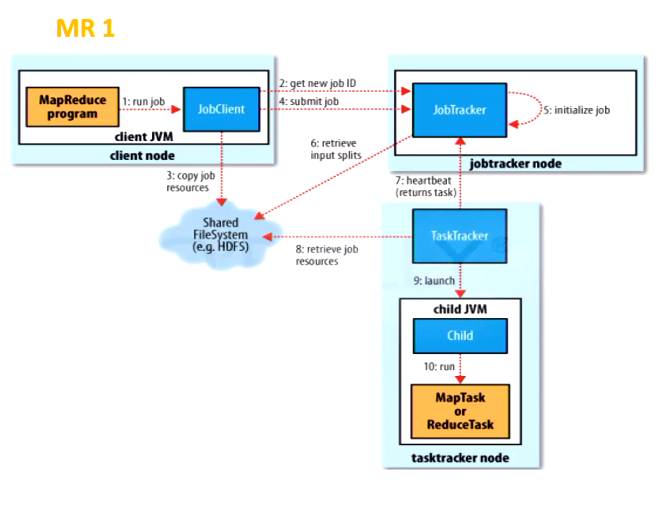 MR 1
MapReduce
program
1: run job
JobClient
client JVM
client node
2: get new job ID
4: submit job
JobTracker
5: initialize job
jobtracker node
3: copy job
resources
6: retrieve
input splits
7: heartbeat
(returns task)
Shared
FileSystem
(e.g. HDFS)
8: retrieve job
resources
TaskTracker
9: launch
child JVM
Child
10: run
MapTask
or
ReduceTask
tasktracker node